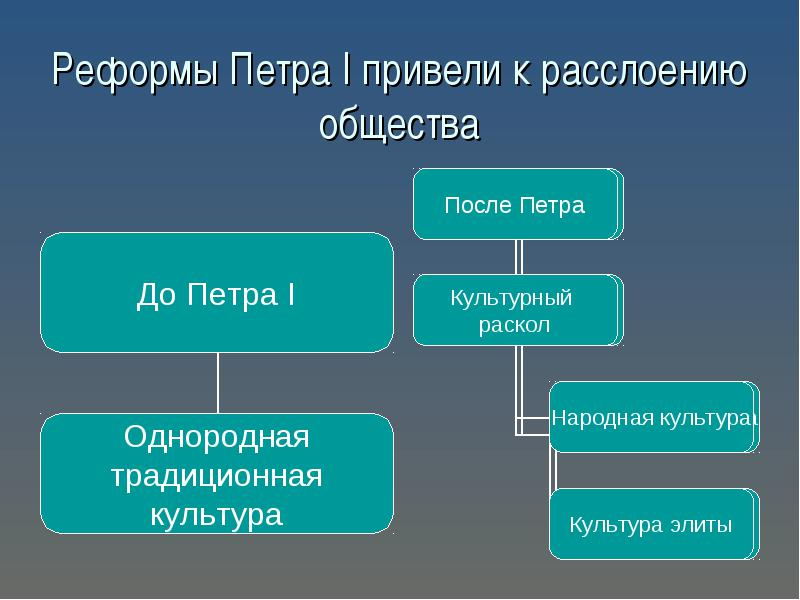 Реформы Петра I привели к расслоению
общества
До Петра I
Однородная
традиционная
культура
После Петра
Культурный
раскол
Народная культура
Культура элиты